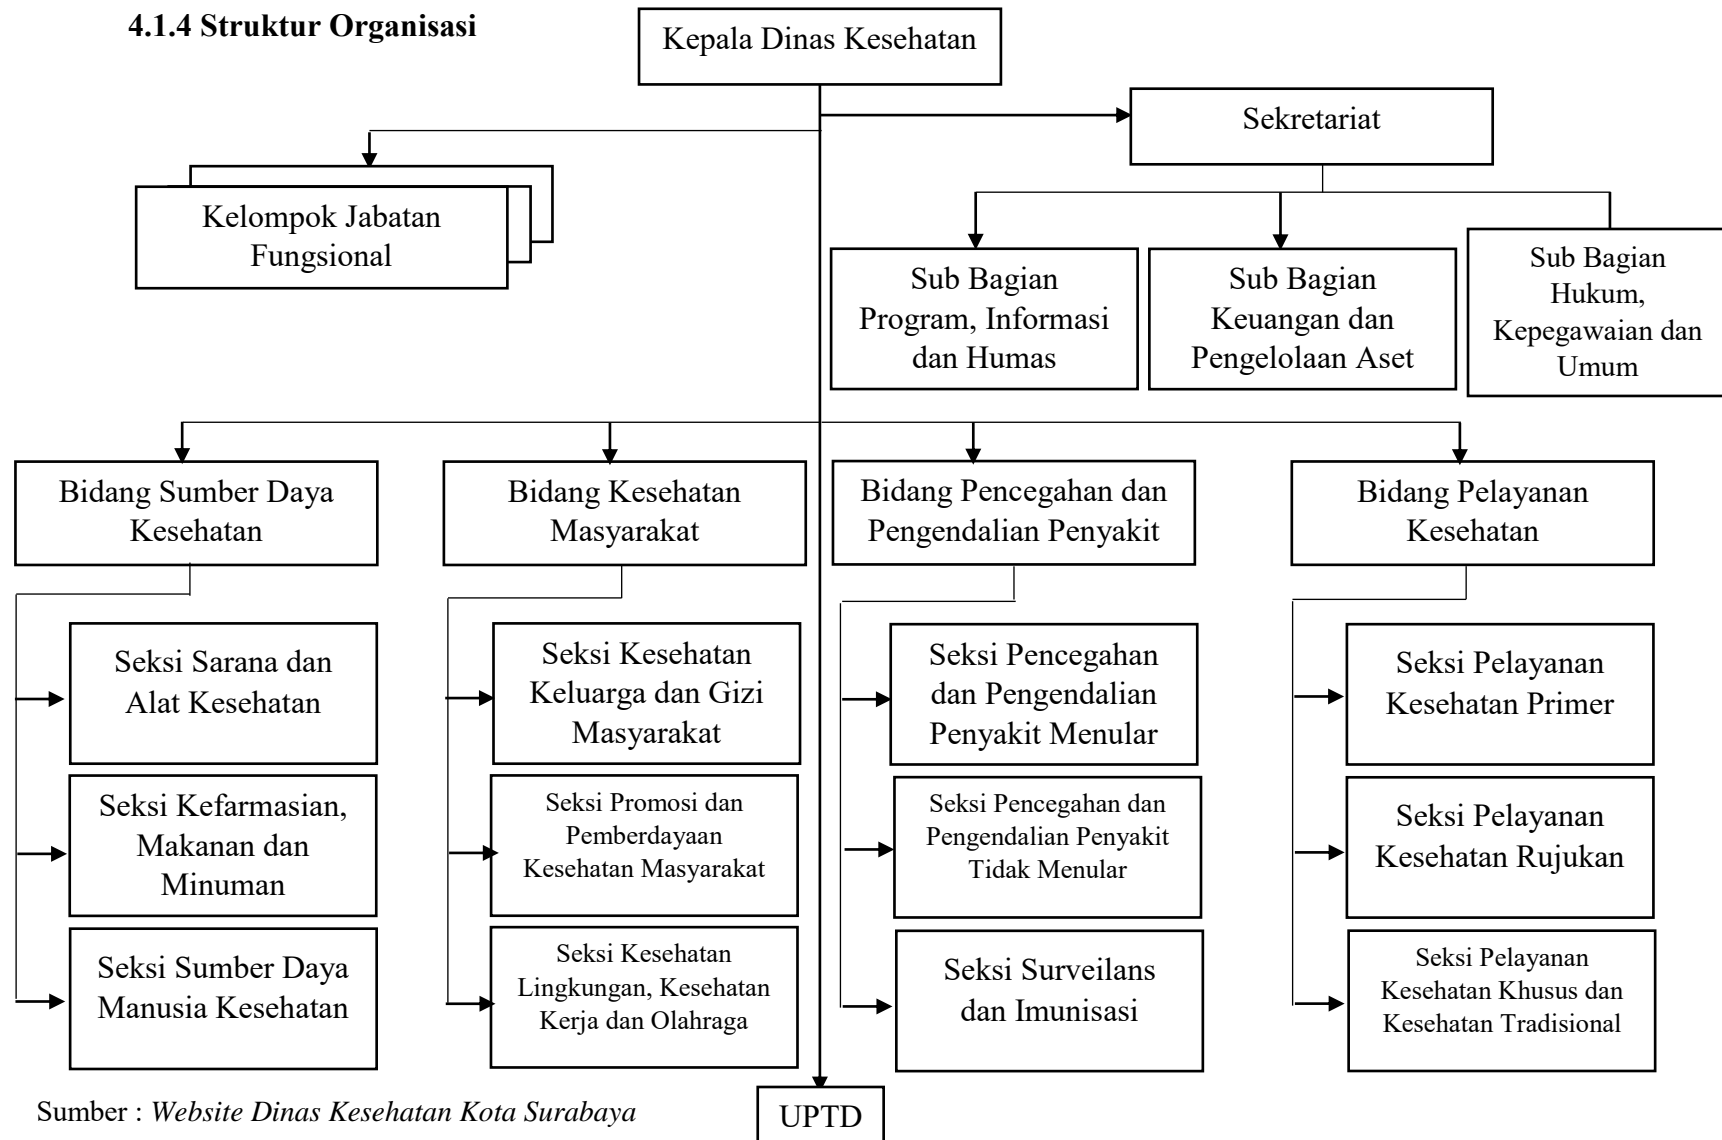 4.1.4 Struktur Organisasi
Kepala Dinas Kesehatan
Sekretariat
Kelompok Jabatan
Fungsional
Sub Bagian
Program, Informasi
dan Humas
Sub Bagian
Keuangan dan
Pengelolaan Aset
Sub Bagian
Hukum,
Kepegawaian dan
Umum
Bidang Sumber Daya
Kesehatan
Bidang Kesehatan
Masyarakat
Bidang Pencegahan dan
Pengendalian Penyakit
Bidang Pelayanan
Kesehatan
Seksi Sarana dan
Alat Kesehatan
Seksi Kesehatan
Keluarga dan Gizi
Masyarakat
Seksi Pencegahan
dan Pengendalian
Penyakit Menular
Seksi Pelayanan
Kesehatan Primer
Seksi Kefarmasian,
Makanan dan
Minuman
Seksi Promosi dan
Pemberdayaan
Kesehatan Masyarakat
Seksi Pencegahan dan
Pengendalian Penyakit
Tidak Menular
Seksi Pelayanan
Kesehatan Rujukan
Seksi Sumber Daya
Manusia Kesehatan
Seksi Kesehatan
Lingkungan, Kesehatan
Kerja dan Olahraga
Seksi Surveilans
dan Imunisasi
Seksi Pelayanan
Kesehatan Khusus dan
Kesehatan Tradisional
Sumber : Website Dinas Kesehatan Kota Surabaya
UPTD